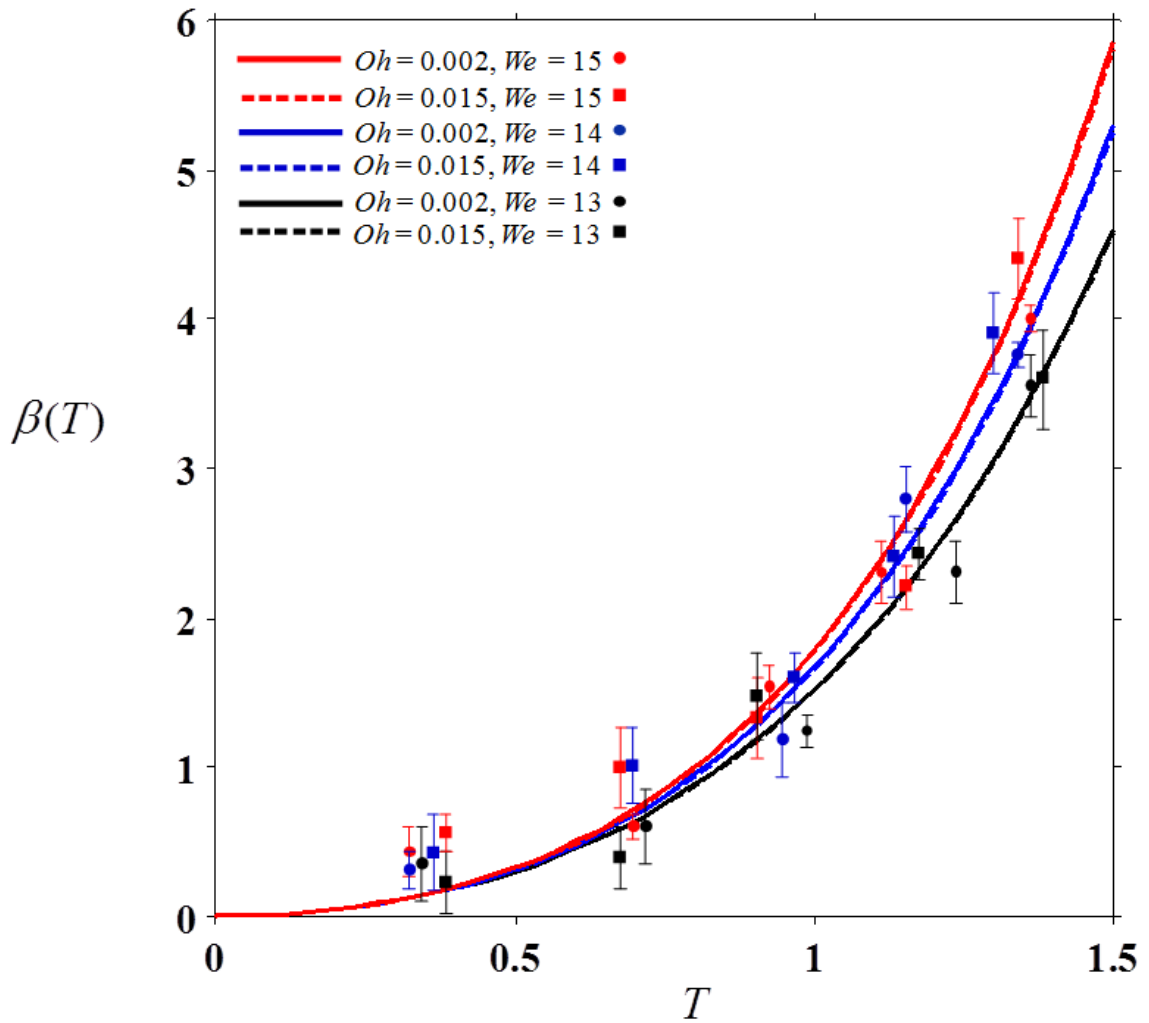 6
Oh = 0.002, We = 15
Oh = 0.015, We = 15
Oh = 0.002, We = 14
Oh = 0.015, We = 14
Oh = 0.002, We = 13
Oh = 0.015, We = 13
5
4
β(T)
3
2
1
0
0 0.5 1 1.5
T